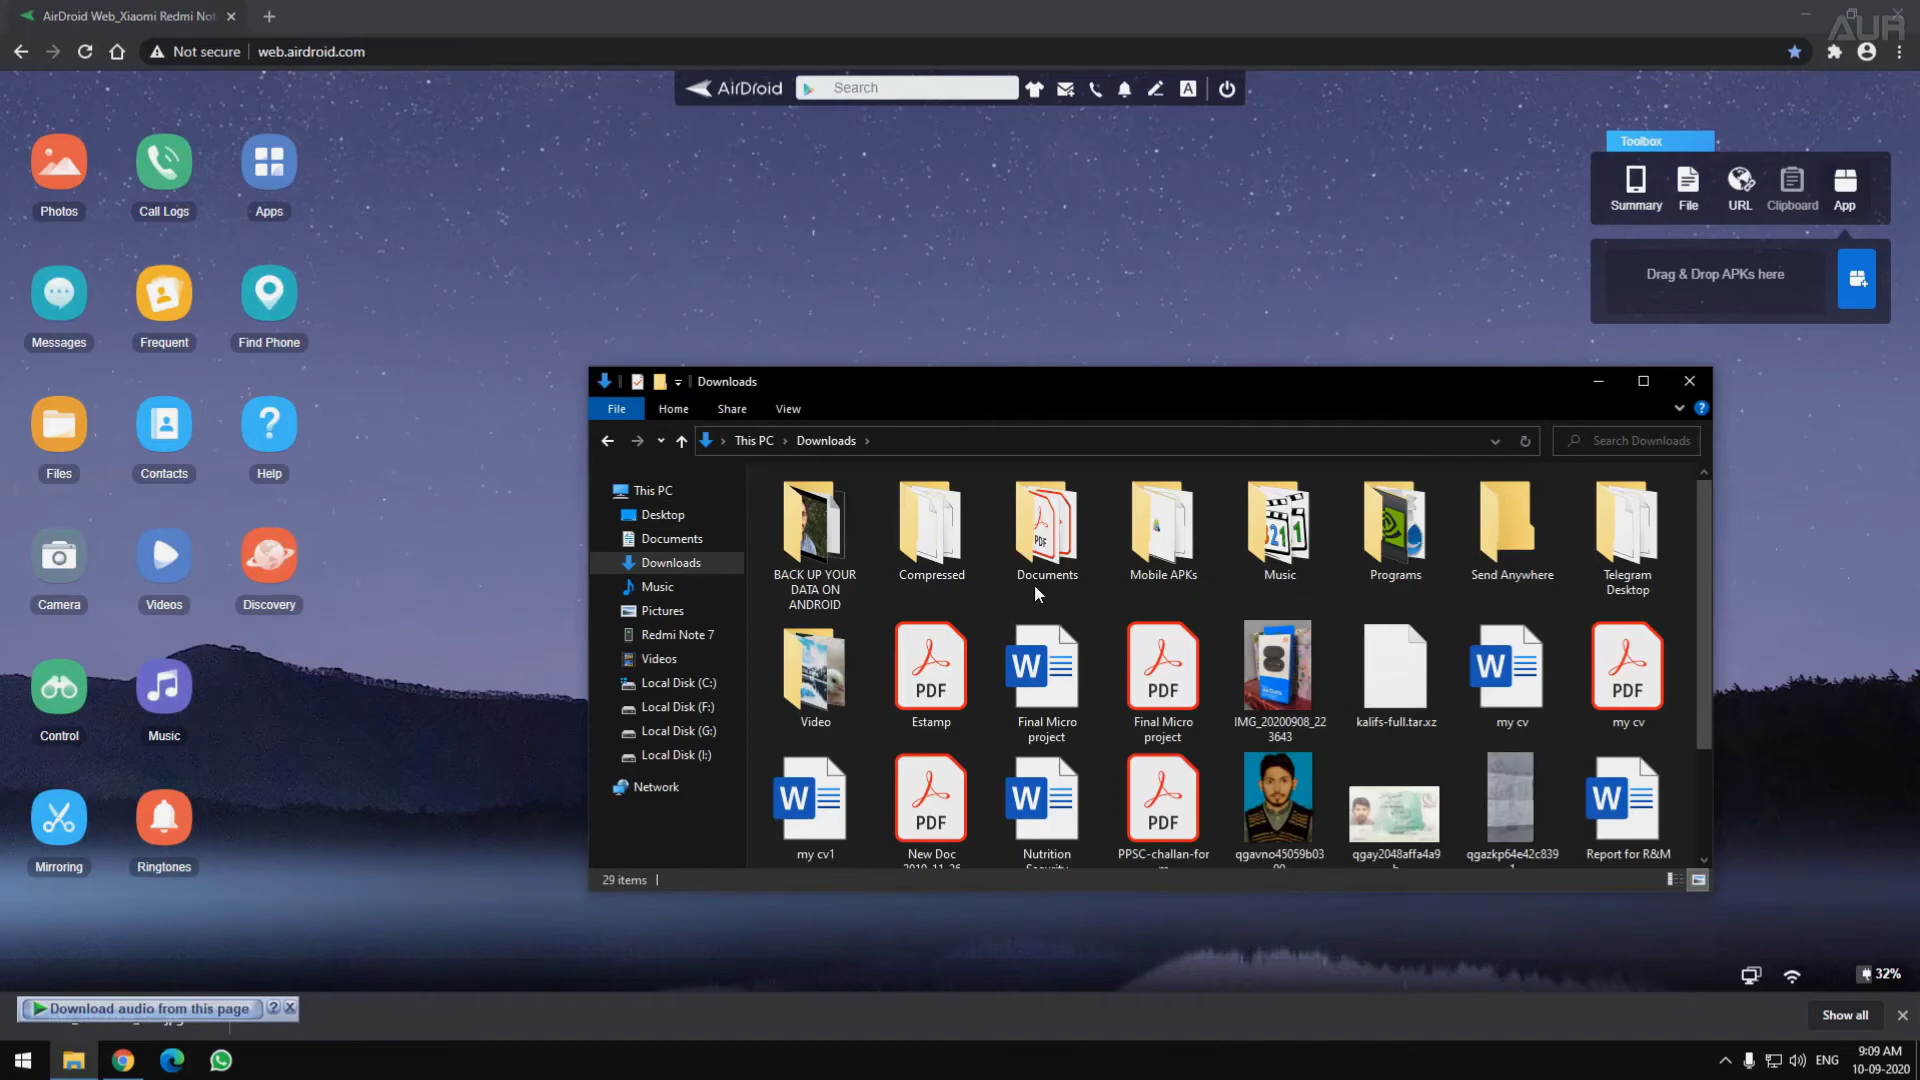 AirDroid Web_Xiaomi Redmi Not
AUR
Not secure
web.airdroid.com
AirDroid
Search
A
Photos
Call Logs
Apps
Messages
Frequent
Find Phone
Files
Contacts
Help
Camera
Videos
Discovery
Control
Music
Mirroring
Ringtones
Toolbox
Summary
File
URL
Clipboard
App
Drag & Drop APKs here
Downloads
File
Home
Share
View
This PC
Downloads
Search Downloads
This PC
Desktop
Documents
Downloads
Music
Pictures
Redmi Note 7
Videos
Local Disk (C:)
Local Disk (F:)
Local Disk (G:)
Local Disk (I:)
Network
BACK UP YOUR
DATA ON
ANDROID
Compressed
Documents
Mobile APKs
Music
Programs
Send Anywhere
Telegram
Desktop
Video
Estamp
Final Micro
project
Final Micro
project
IMG_20200908_22
3643
kalifs-full.tar.xz
my cv
my cv
my cv1
New Doc
2019-11-26
Nutrition
Security
PPSC-challan-for
m
qgavno45059b03
qgay2048affa4a9
qgazkp64e42c839
Report for R&M
PDF
PDF
PDF
PDF
PDF
PDF
W
W
W
W
W
321
29 items
32%
Download audio from this page
?
Show all
ENG
9:09 AM
10-09-2020